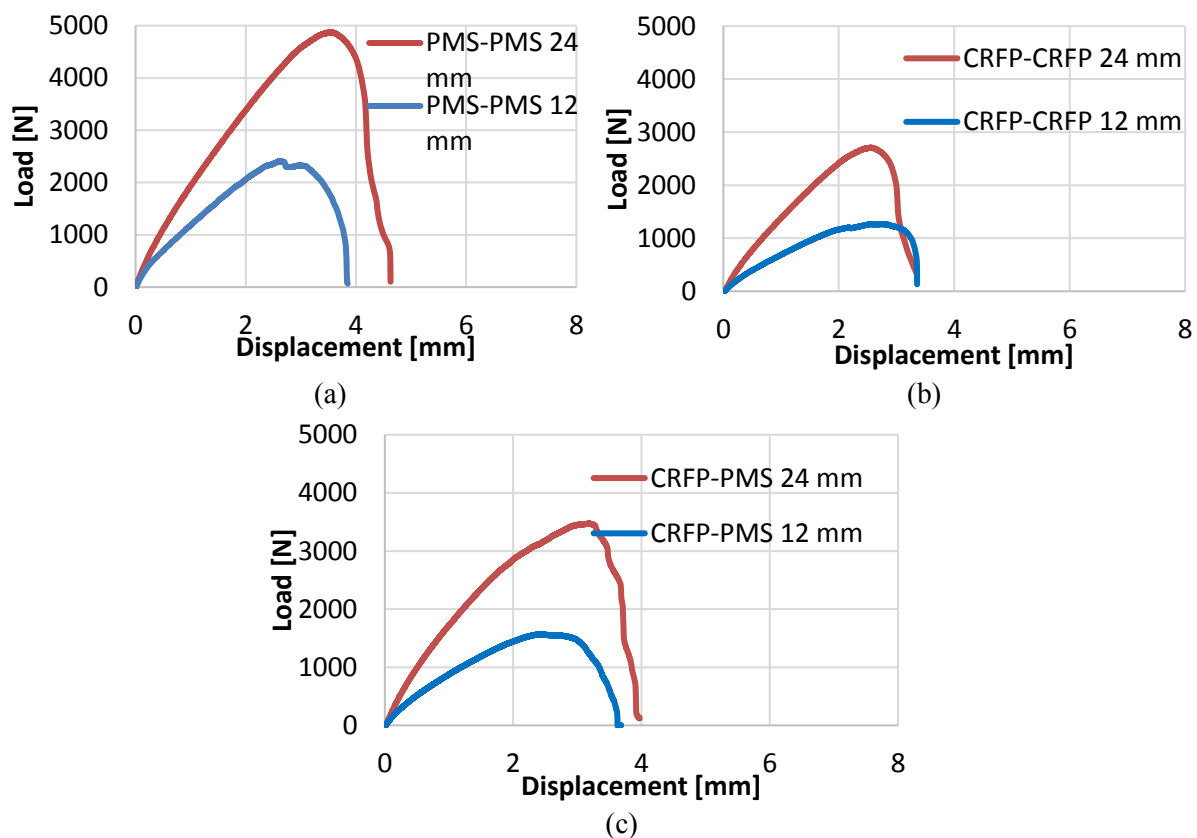 5000
4000
3000
2000
1000
0
Load [N]
PMS-PMS 24
mm
PMS-PMS 12
mm
0 2 4 6 8
Displacement [mm]
(a)
5000
4000
3000
2000
1000
0
Load [N]
CRFP-CRFP 24 mm
CRFP-CRFP 12 mm
0 2 4 6 8
Displacement [mm]
(b)
5000
4000
3000
2000
1000
0
Load [N]
CRFP-PMS 24 mm
CRFP-PMS 12 mm
0 2 4 6 8
Displacement [mm]
(c)